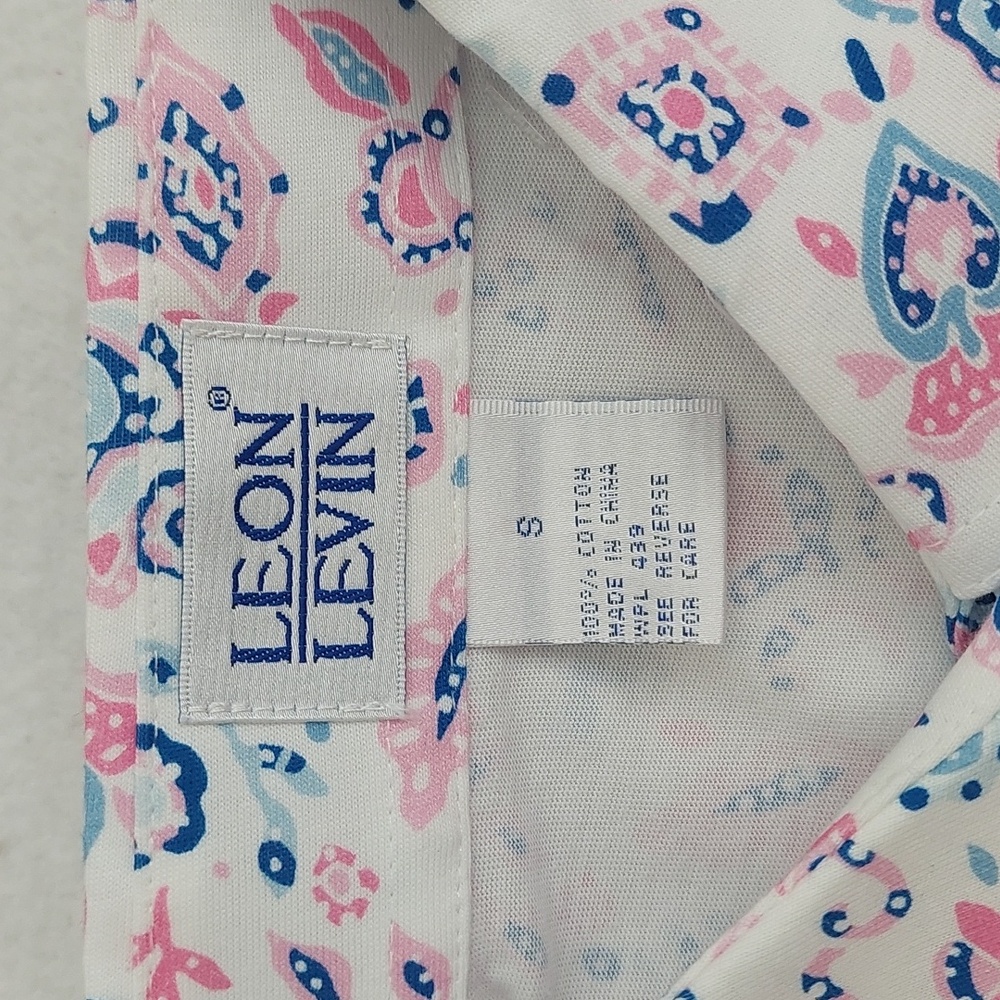 LEON®
LEVIN
S
100% COTTON
MADE IN CHINA
WPL 439
SEE REVERSE
FOR CARE